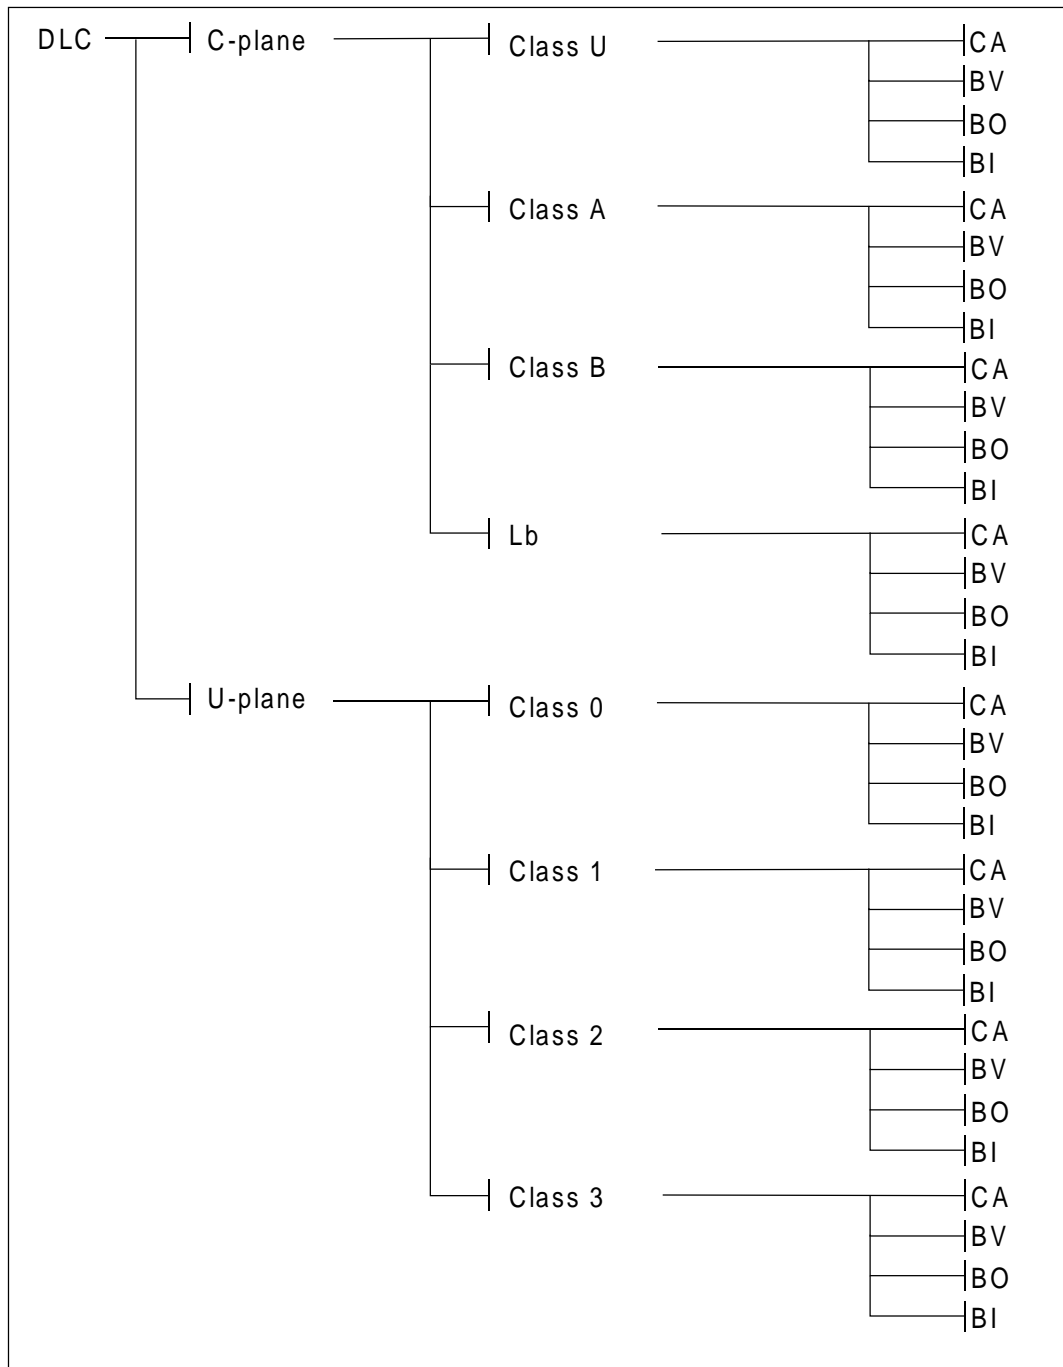 DLC C-plane Class U CA
BV
BO
BI
Class A CA
BV
BO
BI
Class B CA
BV
BO
BI
Lb CA
BV
BO
BI
U-plane Class 0 CA
BV
BO
BI
Class 1 CA
BV
BO
BI
Class 2 CA
BV
BO
BI
Class 3 CA
BV
BO
BI